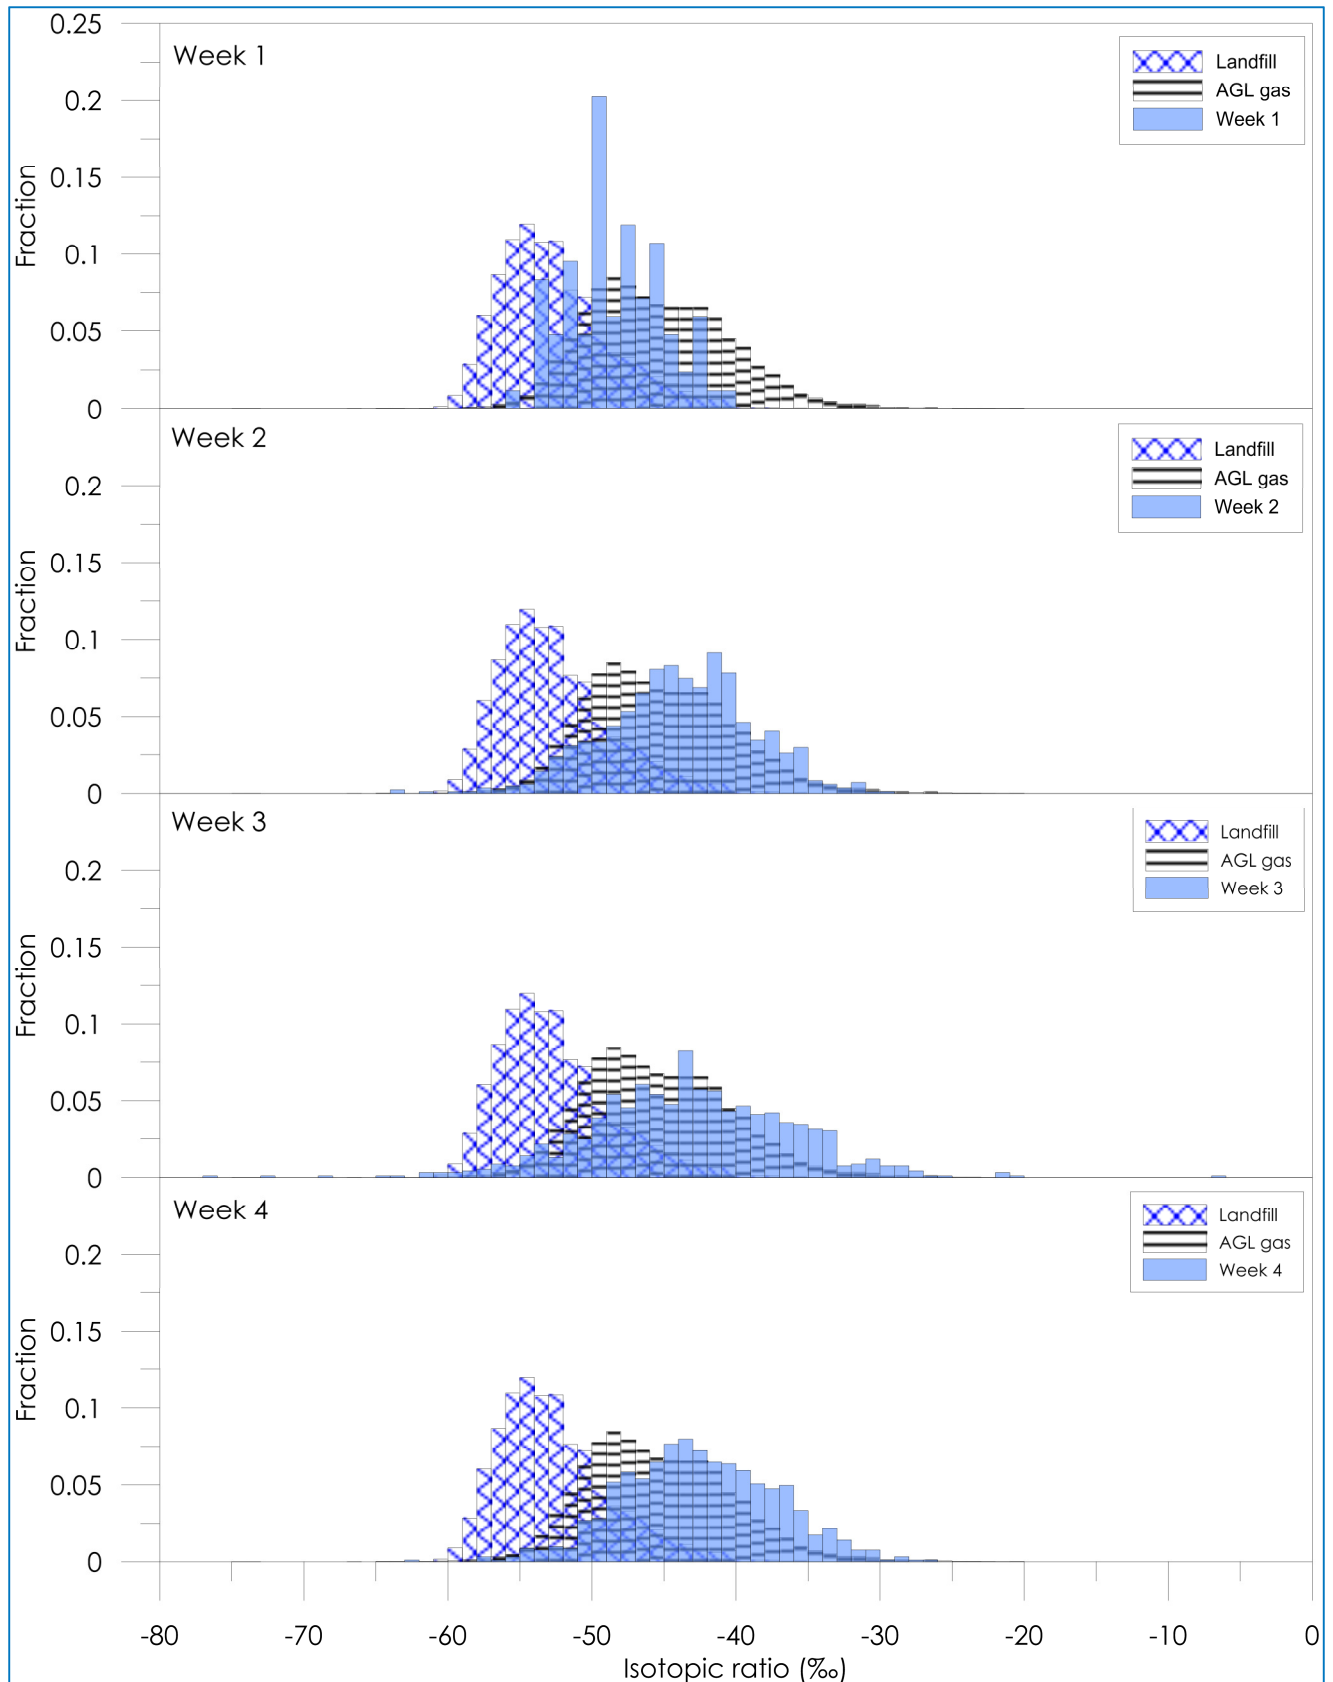 0.25
Week 1
Landfill
AGL gas
Week 1
0.2
0.15
0.1
0.05
0
Fraction
Week 2
Landfill
AGL gas
Week 2
0.2
0.15
0.1
0.05
0
Fraction
Week 3
Landfill
AGL gas
Week 3
0.2
0.15
0.1
0.05
0
Fraction
Week 4
Landfill
AGL gas
Week 4
0.2
0.15
0.1
0.05
0
Fraction
-80 -70 -60 -50 -40 -30 -20 -10 0
Isotopic ratio (‰)